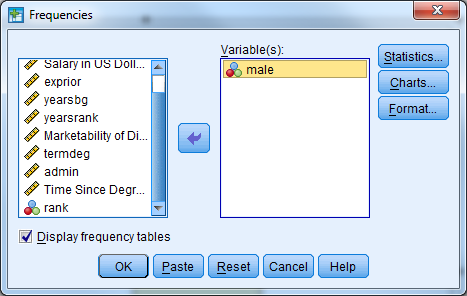 Frequencies
Variable(s):
Salary in US Doll...
exprior
yearsbg
yearsrank
Marketability of Di...
termdeg
admin
Time Since Degr...
rank
male
Statistics...
Charts...
Format...
Display frequency tables
OK
Paste
Reset
Cancel
Help